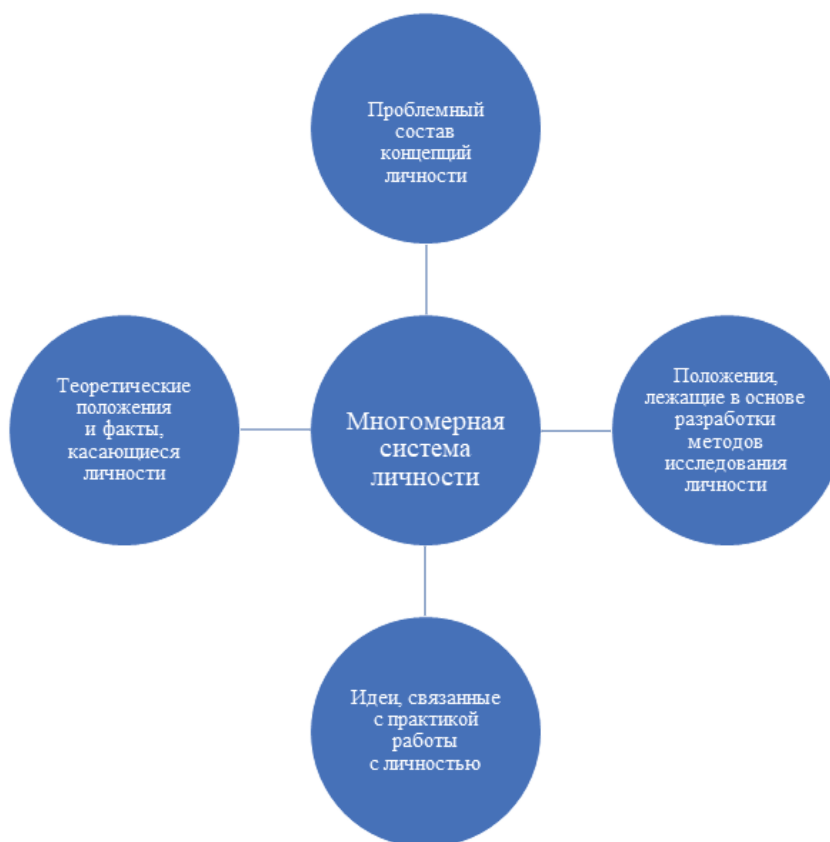 Проблемный
состав
концепций
личности
Теоретические
положения
и факты,
касающиеся
личности
Многомерная
система
личности
Положения,
лежащие в основе
разработки
методов
исследования
личности
Идеи, связанные
с практикой
работы
с личностью